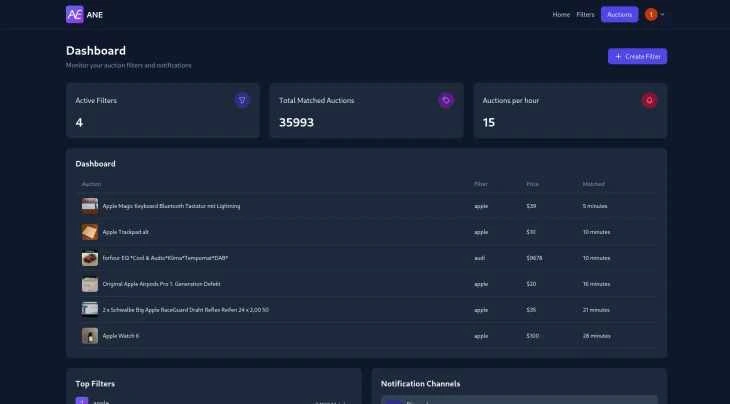 ANE
Home Filters Auctions 1
Dashboard
Monitor your auction filters and notifications
+ Create Filter
Active Filters
4
Total Matched Auctions
35993
Auctions per hour
15
Dashboard
Auction Filter Price Matched
Apple Magic Keyboard Bluetooth Tastatur mit Lightning apple $39 5 minutes
Apple Trackpad alt apple $10 10 minutes
forfour EQ *Cool & Audio*Klima*Tempomat*DAB* audi $9678 10 minutes
Original Apple Airpods Pro 1. Generation Defekt apple $20 16 minutes
2 x Schwalbe Big Apple RaceGuard Draht Reflex Reifen 24 x 2,00 50 apple $35 21 minutes
Apple Watch 6 apple $100 26 minutes
Top Filters
apple
Notification Channels